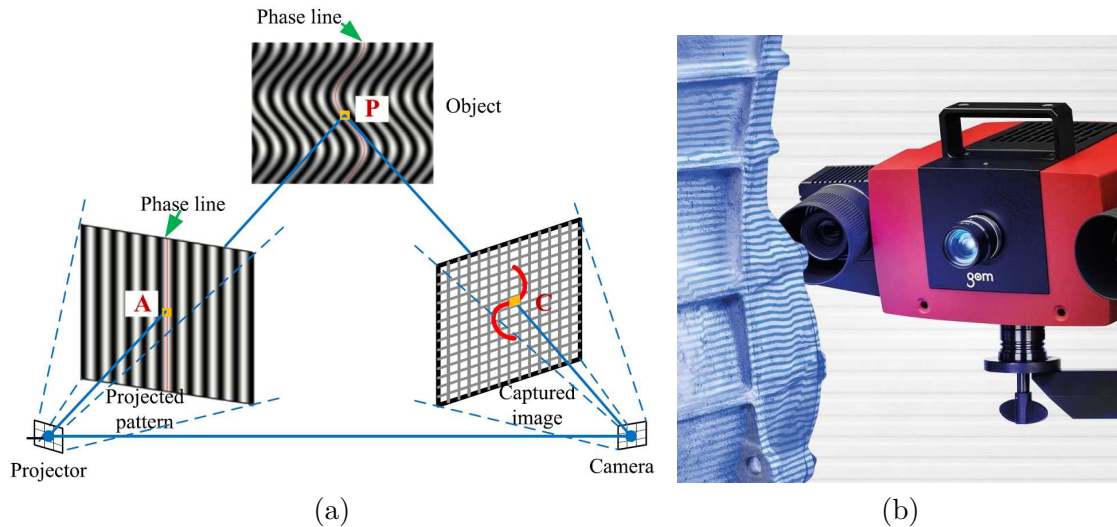 Phase line
P
Object
Phase line
A
C
Projected
pattern
Captured
image
Projector
Camera
(a)
gom
(b)